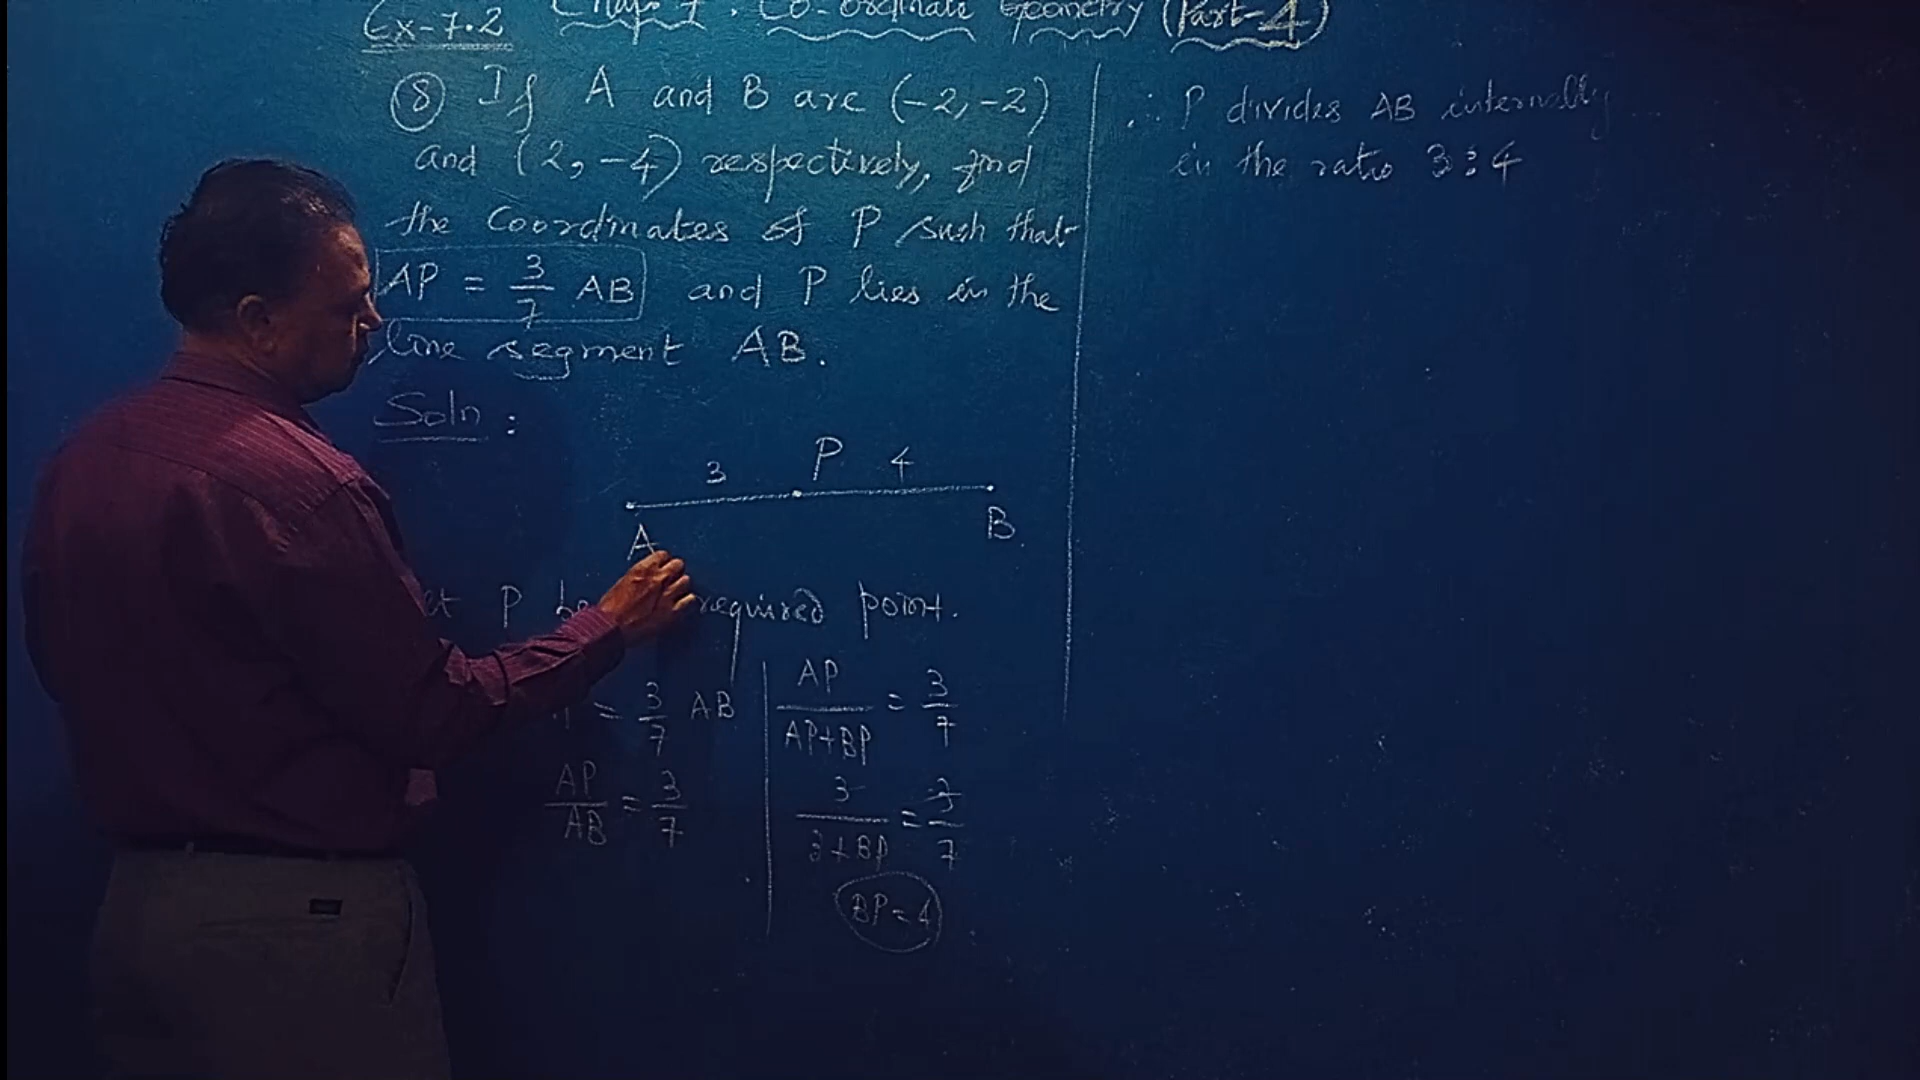 Ex-7.2 Chap 7. Co-ordinate Geometry (Part-4)
⑧ If A and B are (-2,-2)
and (2,-4) respectively, find
the coordinates of P such that
AP = 3/7 AB and P lies in the
line segment AB.
Soln :
3 P 4
A B
P be required point.
= 3/7 AB
AP/AB = 3/7
AP/AP+BP = 3/7
3/3+BP = 3/7
BP = 4
∴ P divides AB internally
in the ratio 3:4